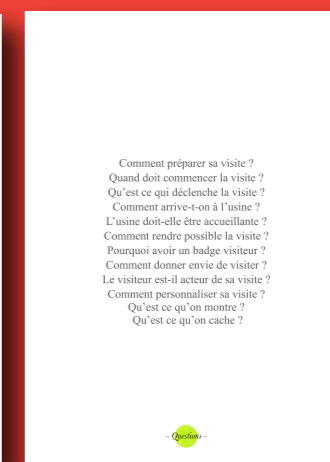 Comment préparer sa visite ?
Quand doit commencer la visite ?
Qu'est ce qui déclenche la visite ?
Comment arrive-t-on à l'usine ?
L'usine doit-elle être accueillante ?
Comment rendre possible la visite ?
Pourquoi avoir un badge visiteur ?
Comment donner envie de visiter ?
Le visiteur est-il acteur de sa visite ?
Comment personnaliser sa visite ?
Qu'est ce qu'on montre ?
Qu'est ce qu'on cache ?
- Questions -